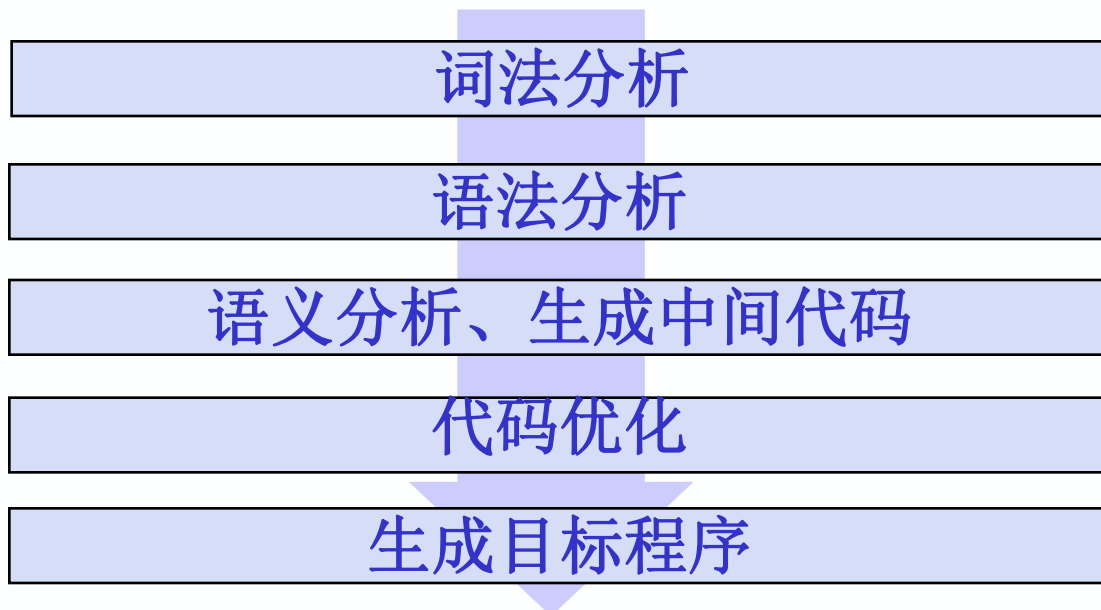 词法分析
语法分析
语义分析、生成中间代码
代码优化
生成目标程序